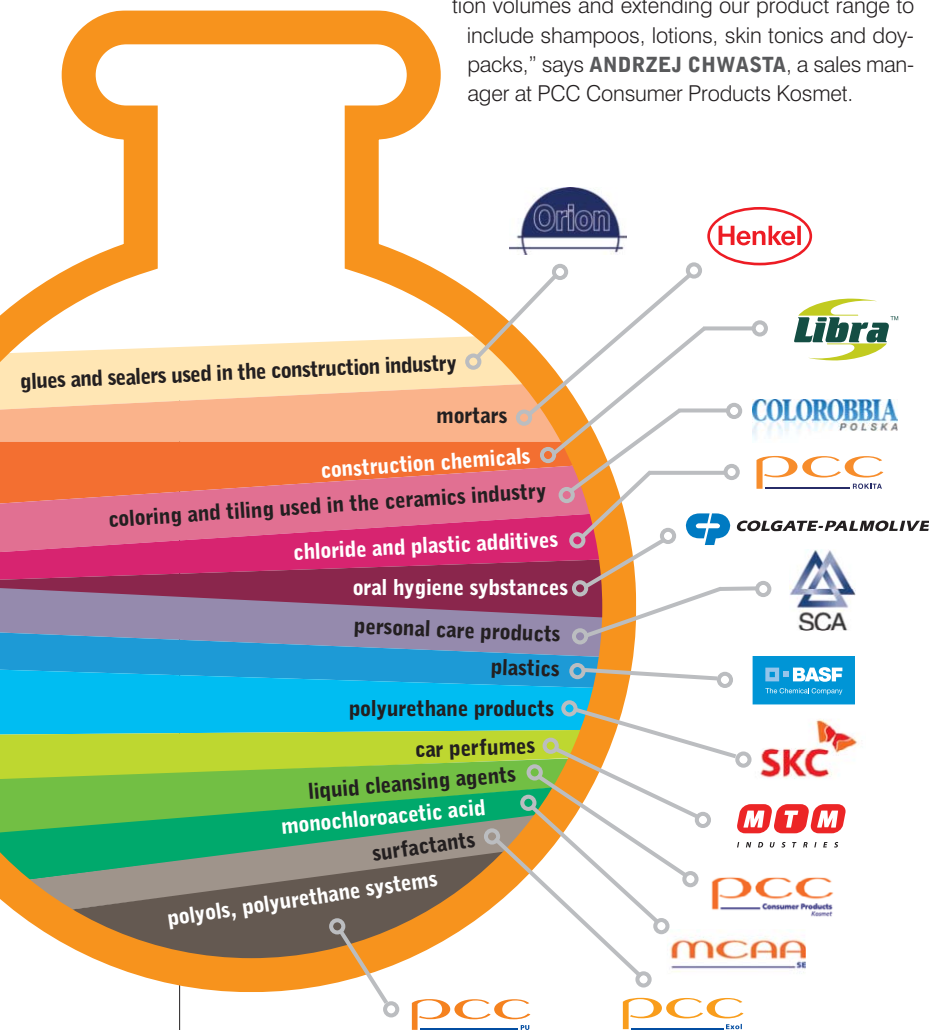 tion volumes and extending our product range to
include shampoos, lotions, skin tonics and doy-
packs,” says ANDRZEJ CHWASTA, a sales man-
ager at PCC Consumer Products Kosmet.
Orion
Henkel
Libra™
COLOROBBIA
POLSKA
pcc
ROKITA
COLGATE-PALMOLIVE
SCA
BASF
The Chemical Company
SKC
MTM
INDUSTRIES
pcc
Consumer Products
Kosmet
mcaa
SE
pcc
Exol
pcc
PU
glues and sealers used in the construction industry
mortars
construction chemicals
coloring and tiling used in the ceramics industry
chloride and plastic additives
oral hygiene sybstances
personal care products
plastics
polyurethane products
car perfumes
liquid cleansing agents
monochloroacetic acid
surfactants
polyols, polyurethane systems